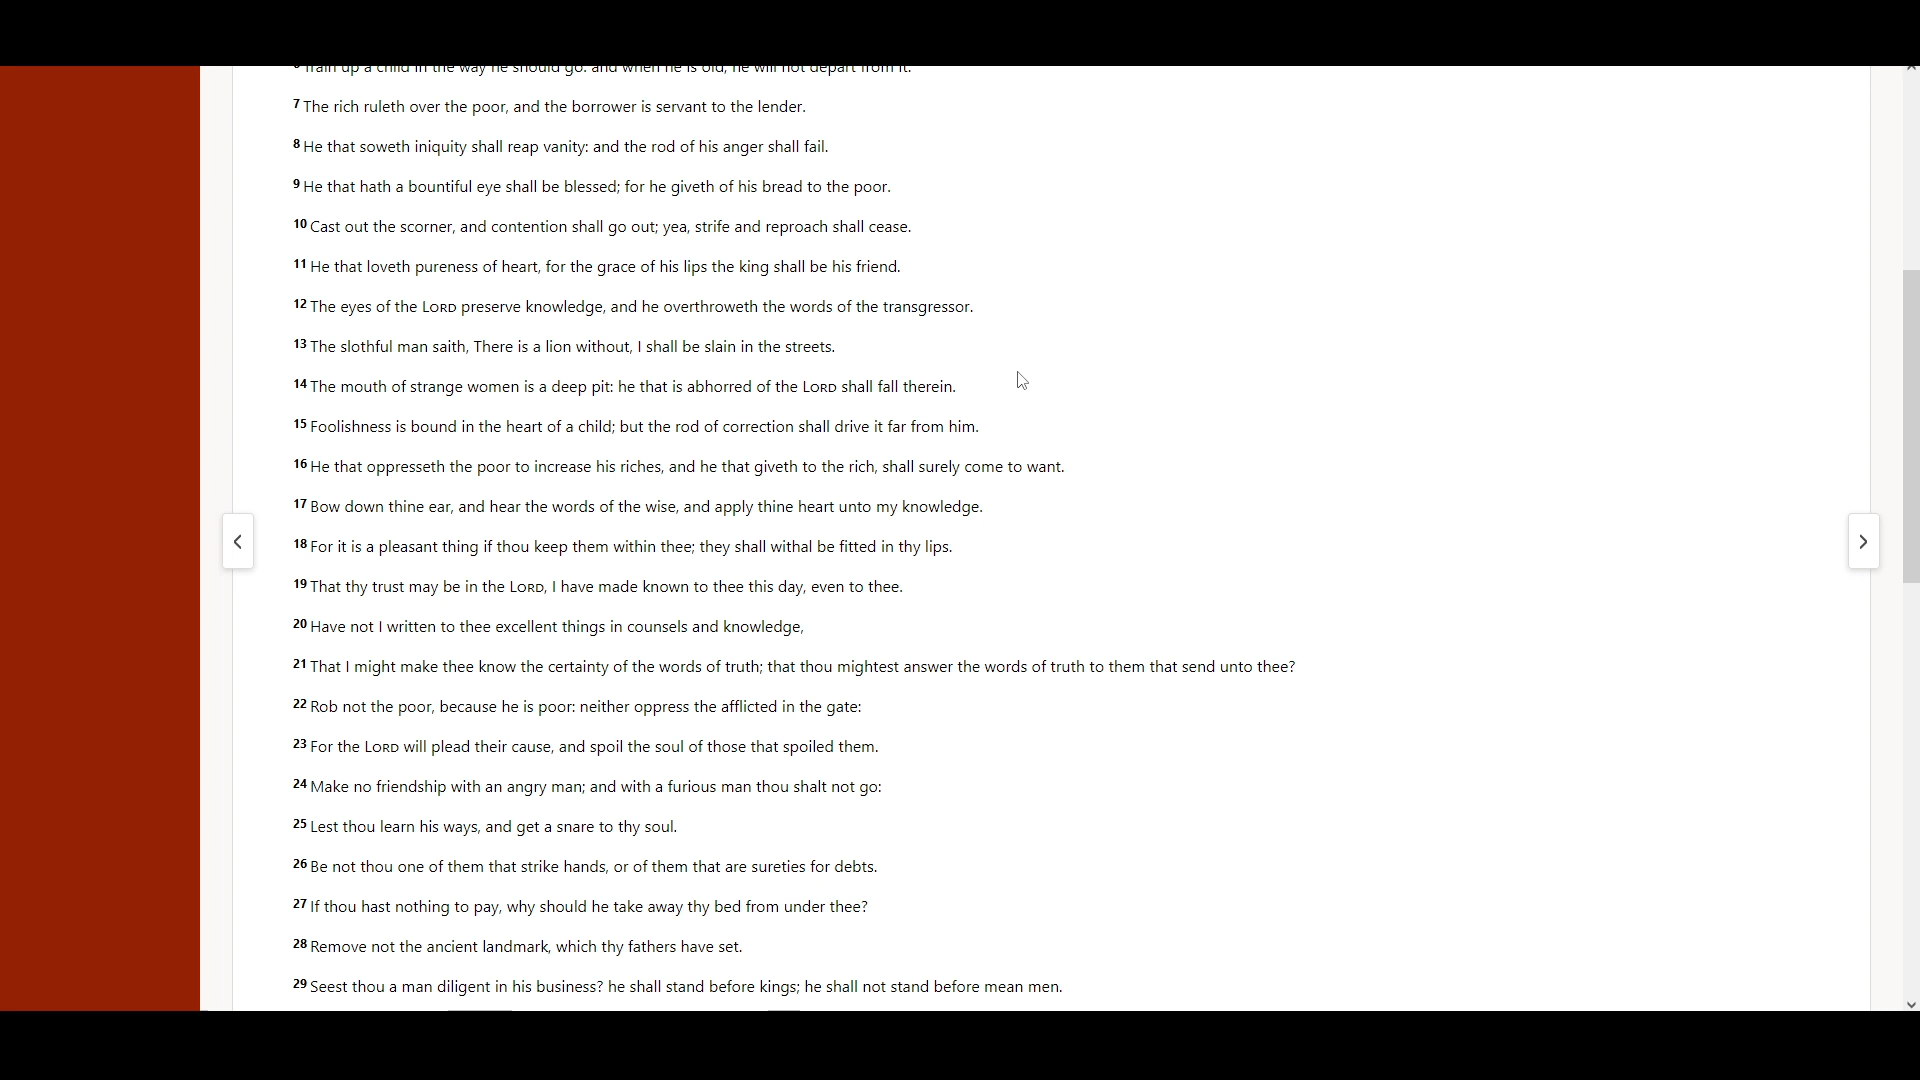 6 Train up a child in the way he should go: and when he is old, he will not depart from it.
7 The rich ruleth over the poor, and the borrower is servant to the lender.
8 He that soweth iniquity shall reap vanity: and the rod of his anger shall fail.
9 He that hath a bountiful eye shall be blessed; for he giveth of his bread to the poor.
10 Cast out the scorner, and contention shall go out; yea, strife and reproach shall cease.
11 He that loveth pureness of heart, for the grace of his lips the king shall be his friend.
12 The eyes of the LORD preserve knowledge, and he overthroweth the words of the transgressor.
13 The slothful man saith, There is a lion without, I shall be slain in the streets.
14 The mouth of strange women is a deep pit: he that is abhorred of the LORD shall fall therein.
15 Foolishness is bound in the heart of a child; but the rod of correction shall drive it far from him.
16 He that oppresseth the poor to increase his riches, and he that giveth to the rich, shall surely come to want.
17 Bow down thine ear, and hear the words of the wise, and apply thine heart unto my knowledge.
18 For it is a pleasant thing if thou keep them within thee; they shall withal be fitted in thy lips.
19 That thy trust may be in the LORD, I have made known to thee this day, even to thee.
20 Have not I written to thee excellent things in counsels and knowledge,
21 That I might make thee know the certainty of the words of truth; that thou mightest answer the words of truth to them that send unto thee?
22 Rob not the poor, because he is poor: neither oppress the afflicted in the gate:
23 For the LORD will plead their cause, and spoil the soul of those that spoiled them.
24 Make no friendship with an angry man; and with a furious man thou shalt not go:
25 Lest thou learn his ways, and get a snare to thy soul.
26 Be not thou one of them that strike hands, or of them that are sureties for debts.
27 If thou hast nothing to pay, why should he take away thy bed from under thee?
28 Remove not the ancient landmark, which thy fathers have set.
29 Seest thou a man diligent in his business? he shall stand before kings; he shall not stand before mean men.